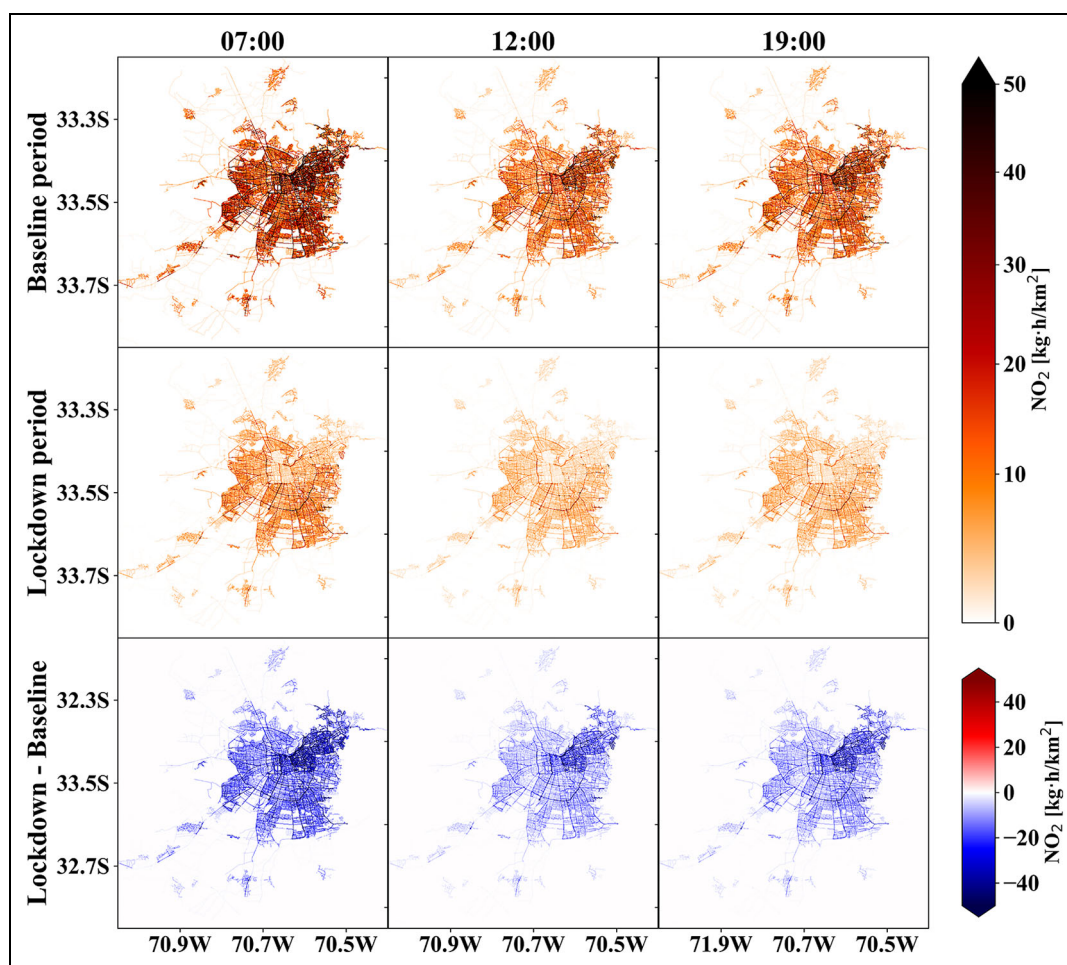 07:00 12:00 19:00
Baseline period
33.3S
33.5S
33.7S
Lockdown period
33.3S
33.5S
33.7S
Lockdown - Baseline
32.3S
33.5S
32.7S
70.9W 70.7W 70.5W 70.9W 70.7W 70.5W 71.9W 70.7W 70.5W
50
40
30
20
10
0
NO₂ [kg·h/km²]
40
20
0
−20
−40
NO₂ [kg·h/km²]